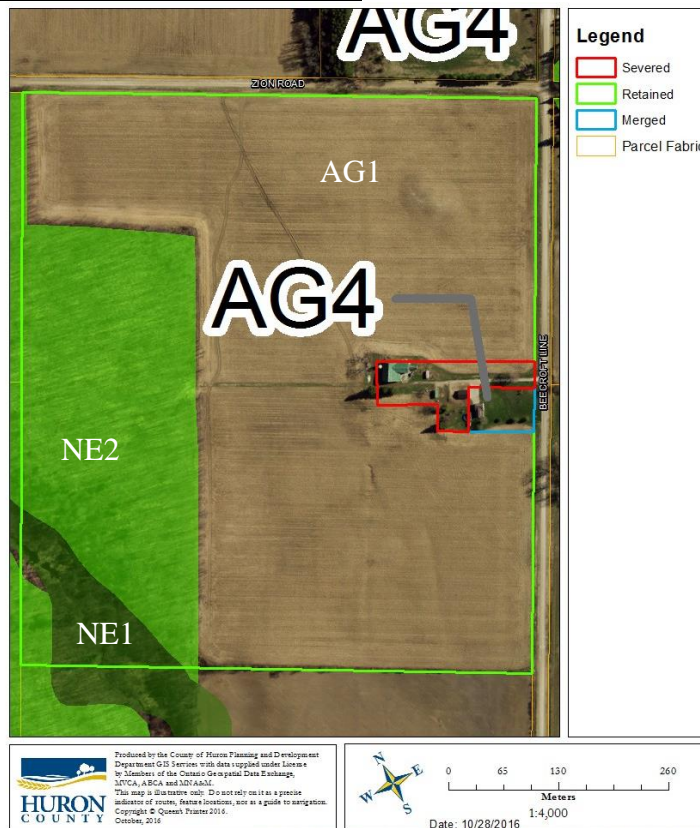 AG4
Legend
Severed
Retained
Merged
Parcel Fabric
ZION ROAD
AG1
AG4
BEECROFT LINE
NE2
NE1
HURON
COUNTY
Produced by the County of Huron Planning and Development
Department GIS Services with data supplied under License
by Members of the Ontario Geospatial Data Exchange,
MVCA, ABCA and MNA&M.
This map is illustrative only. Do not rely on it as a precise
indicator of routes, feature locations, nor as a guide to navigation.
Copyright © Queen's Printer 2016.
October, 2016
N
E
W
S
0 65 130 260
Meters
1:4,000
Date: 10/28/2016